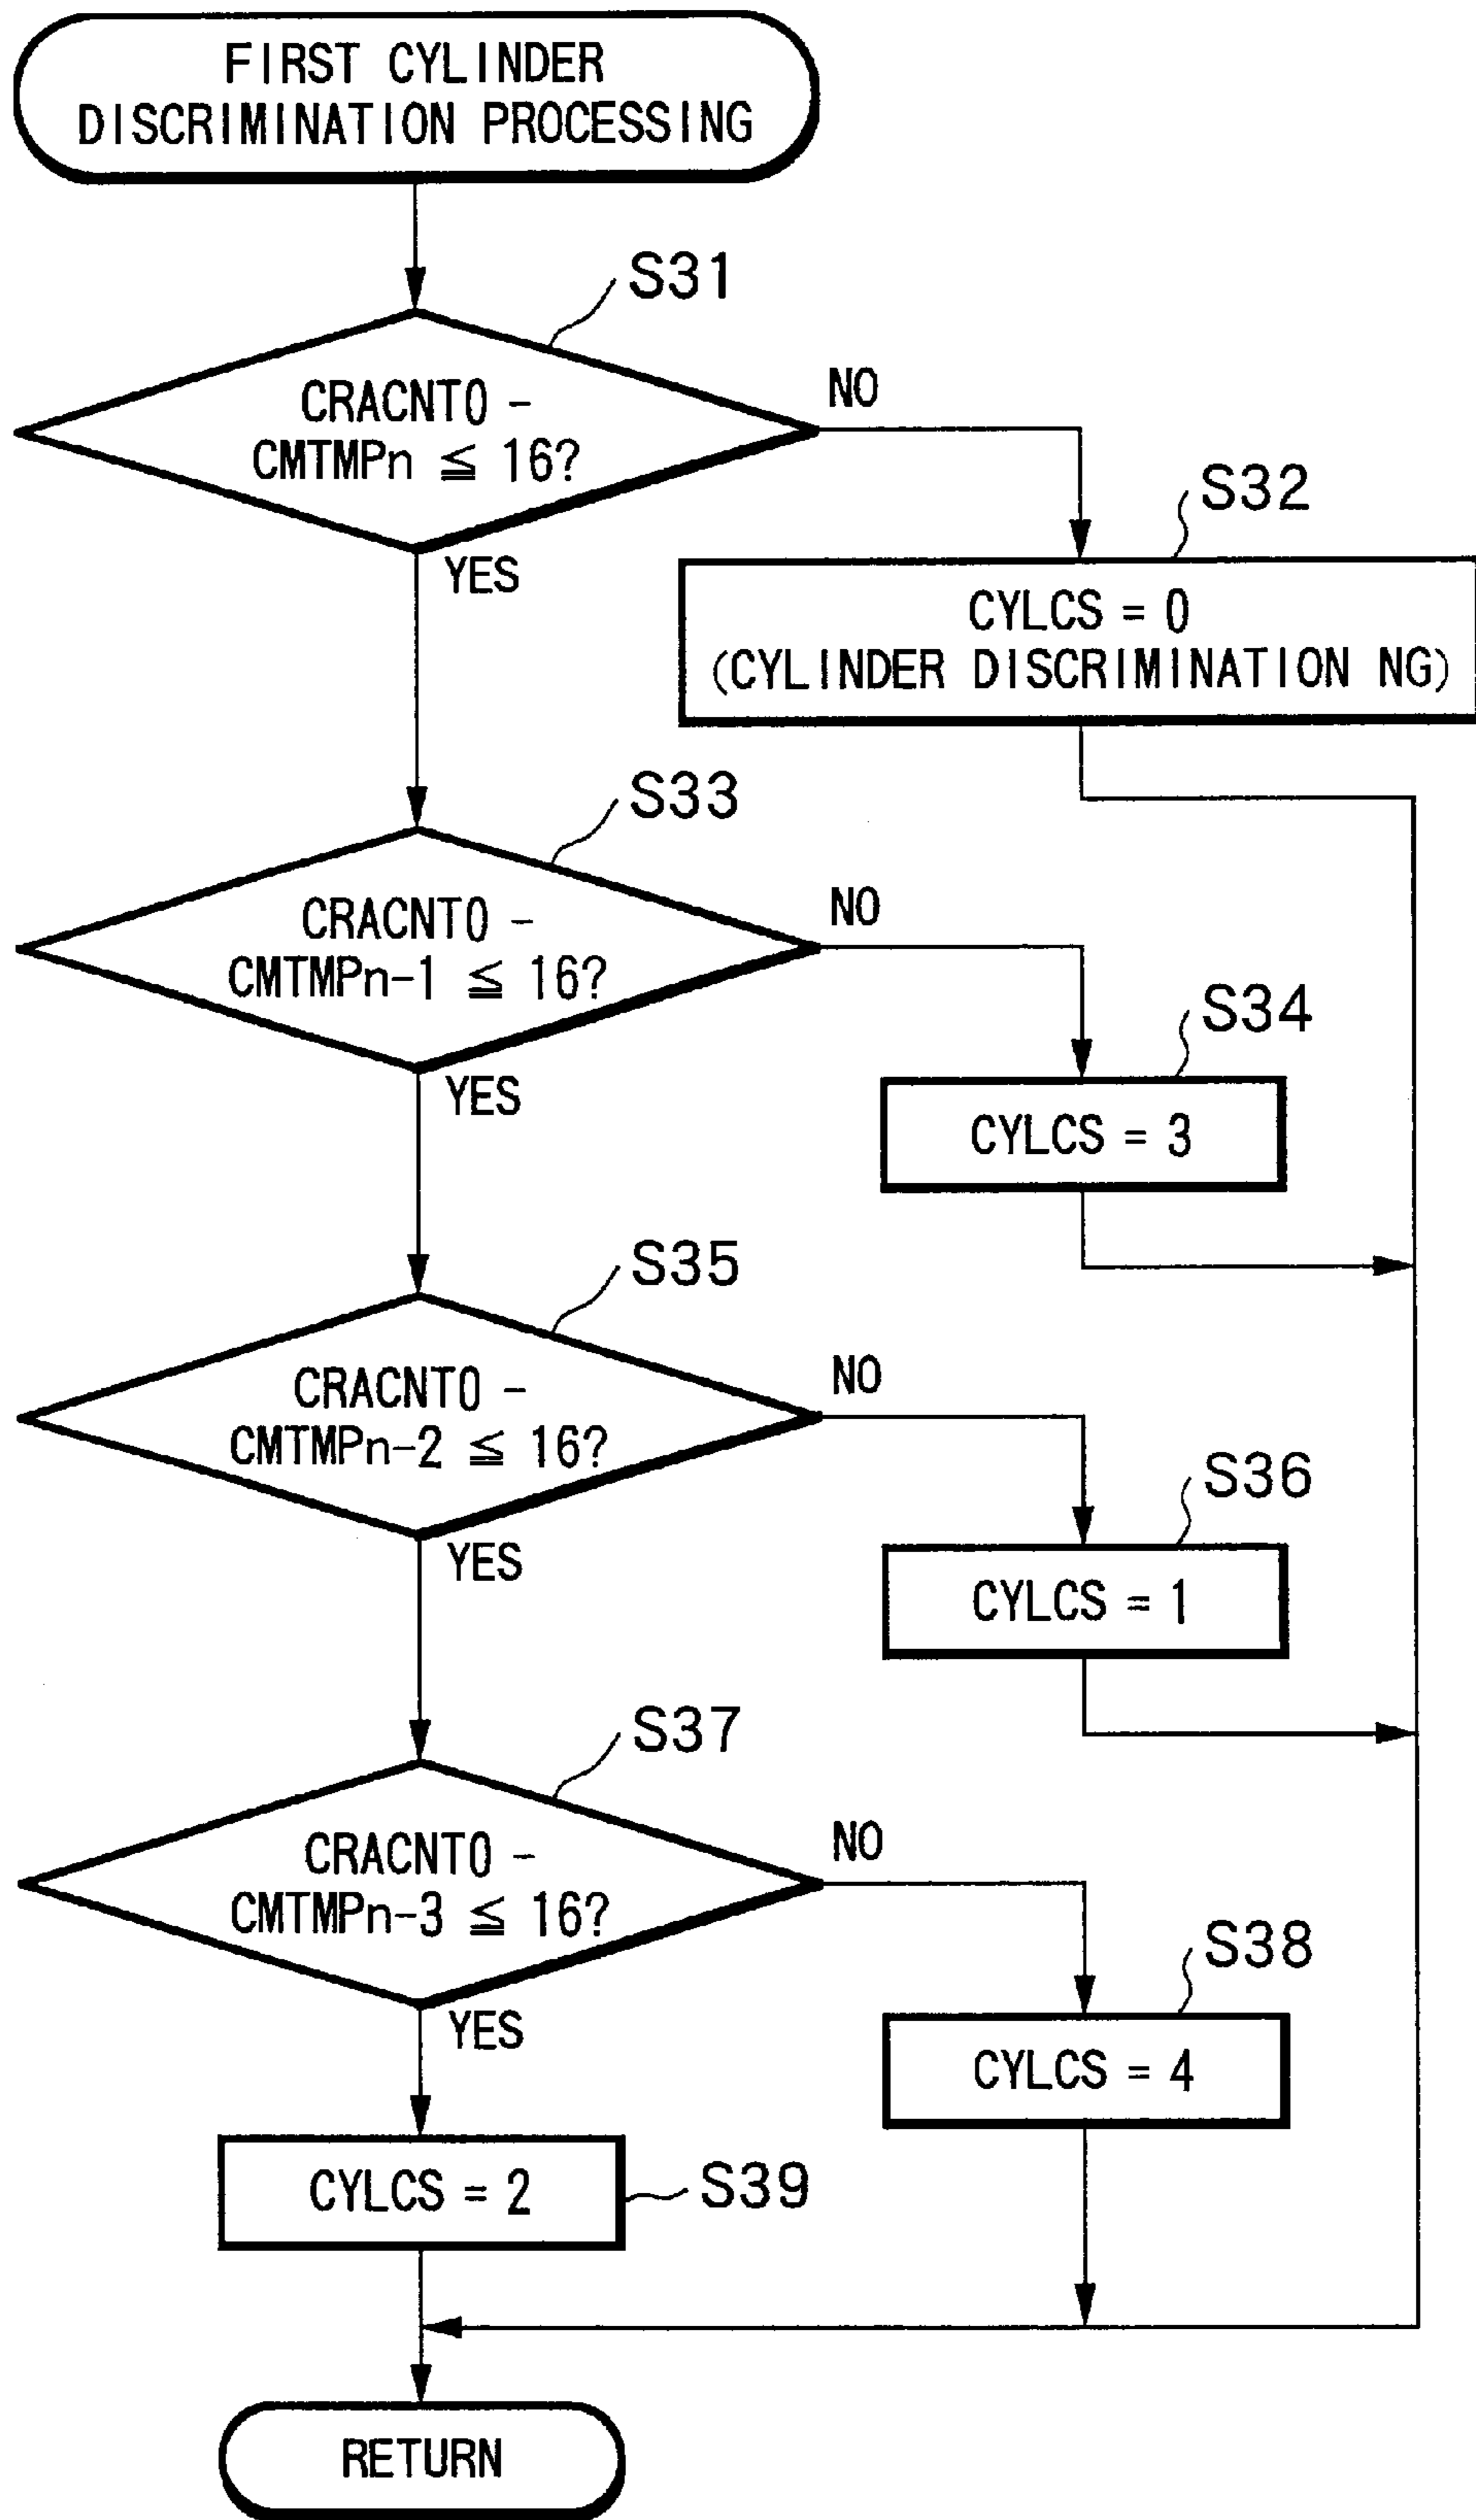 FIRST CYLINDER
DISCRIMINATION PROCESSING
S31
CRACNT0 -
CMTMPn ≦ 16?
NO
YES
S32
CYLCS = 0
(CYLINDER DISCRIMINATION NG)
S33
CRACNT0 -
CMTMPn-1 ≦ 16?
NO
YES
S34
CYLCS = 3
S35
CRACNT0 -
CMTMPn-2 ≦ 16?
NO
YES
S36
CYLCS = 1
S37
CRACNT0 -
CMTMPn-3 ≦ 16?
NO
YES
S38
CYLCS = 4
CYLCS = 2
S39
RETURN